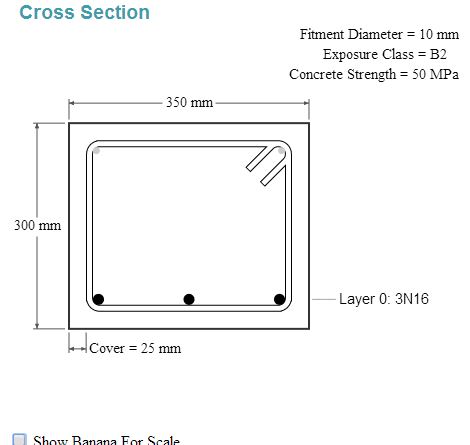 Cross Section
Fitment Diameter = 10 mm
Exposure Class = B2
Concrete Strength = 50 MPa
350 mm
300 mm
Layer 0: 3N16
Cover = 25 mm
Show Banana For Scale